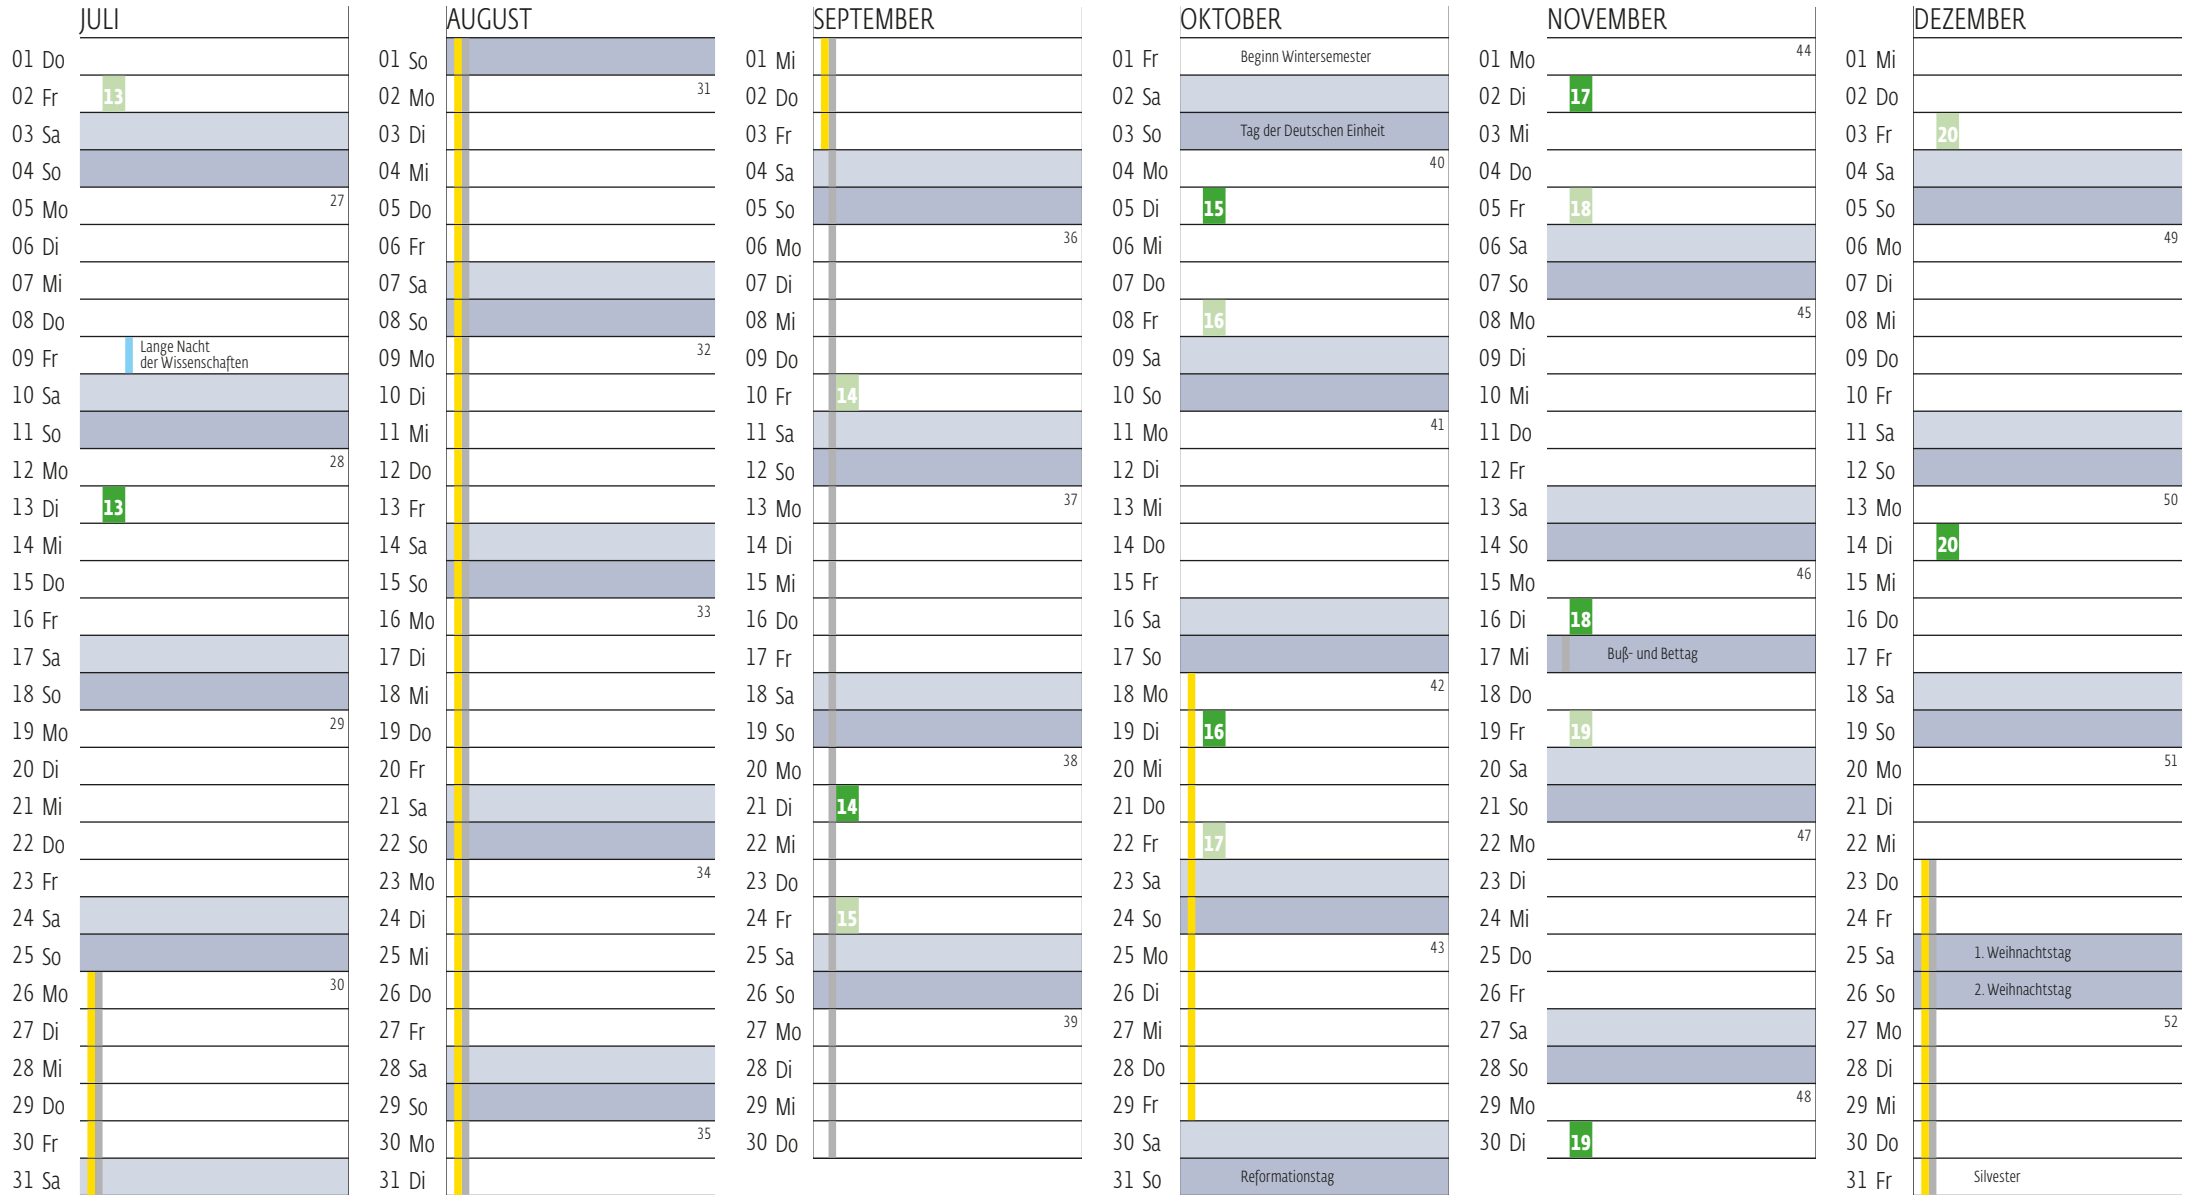 JULI
01 Do
02 Fr 13
03 Sa
04 So
05 Mo 27
06 Di
07 Mi
08 Do
09 Fr Lange Nacht
der Wissenschaften
10 Sa
11 So
12 Mo 28
13 Di 13
14 Mi
15 Do
16 Fr
17 Sa
18 So
19 Mo 29
20 Di
21 Mi
22 Do
23 Fr
24 Sa
25 So
26 Mo 30
27 Di
28 Mi
29 Do
30 Fr
31 Sa
AUGUST
01 So
02 Mo 31
03 Di
04 Mi
05 Do
06 Fr
07 Sa
08 So
09 Mo 32
10 Di
11 Mi
12 Do
13 Fr
14 Sa
15 So
16 Mo 33
17 Di
18 Mi
19 Do
20 Fr
21 Sa
22 So
23 Mo 34
24 Di
25 Mi
26 Do
27 Fr
28 Sa
29 So
30 Mo 35
31 Di
SEPTEMBER
01 Mi
02 Do
03 Fr
04 Sa
05 So
06 Mo 36
07 Di
08 Mi
09 Do
10 Fr 14
11 Sa
12 So
13 Mo 37
14 Di
15 Mi
16 Do
17 Fr
18 Sa
19 So
20 Mo 38
21 Di 14
22 Mi
23 Do
24 Fr 15
25 Sa
26 So
27 Mo 39
28 Di
29 Mi
30 Do
OKTOBER
01 Fr Beginn Wintersemester
02 Sa
03 So Tag der Deutschen Einheit
04 Mo 40
05 Di 15
06 Mi
07 Do
08 Fr 16
09 Sa
10 So
11 Mo 41
12 Di
13 Mi
14 Do
15 Fr
16 Sa
17 So
18 Mo 42
19 Di 16
20 Mi
21 Do
22 Fr 17
23 Sa
24 So
25 Mo 43
26 Di
27 Mi
28 Do
29 Fr
30 Sa
31 So Reformationstag
NOVEMBER
01 Mo 44
02 Di 17
03 Mi
04 Do
05 Fr 18
06 Sa
07 So
08 Mo 45
09 Di
10 Mi
11 Do
12 Fr
13 Sa
14 So
15 Mo 46
16 Di 18
17 Mi Buß- und Bettag
18 Do
19 Fr 19
20 Sa
21 So
22 Mo 47
23 Di
24 Mi
25 Do
26 Fr
27 Sa
28 So
29 Mo 48
30 Di 19
DEZEMBER
01 Mi
02 Do
03 Fr 20
04 Sa
05 So
06 Mo 49
07 Di
08 Mi
09 Do
10 Fr
11 Sa
12 So
13 Mo 50
14 Di 20
15 Mi
16 Do
17 Fr
18 Sa
19 So
20 Mo 51
21 Di
22 Mi
23 Do
24 Fr
25 Sa 1. Weihnachtstag
26 So 2. Weihnachtstag
27 Mo 52
28 Di
29 Mi
30 Do
31 Fr Silvester